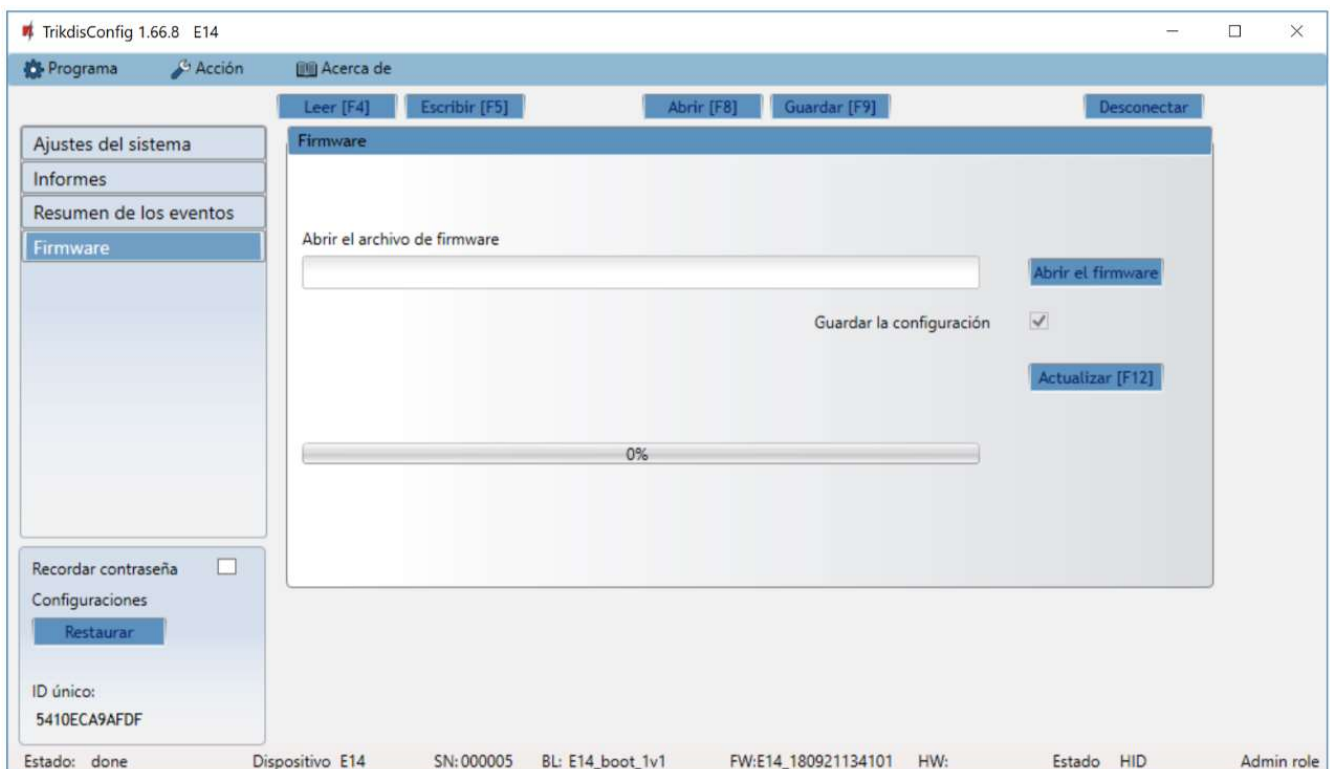 TrikdisConfig 1.66.8 E14
Programa Acción Acerca de
Leer [F4] Escribir [F5] Abrir [F8] Guardar [F9] Desconectar
Ajustes del sistema
Informes
Resumen de los eventos
Firmware
Firmware
Abrir el archivo de firmware
Abrir el firmware
Guardar la configuración
Actualizar [F12]
0%
Recordar contraseña
Configuraciones
Restaurar
ID único:
5410ECA9AFDF
Estado: done Dispositivo E14 SN:000005 BL: E14_boot_1v1 FW:E14_180921134101 HW: Estado HID Admin role